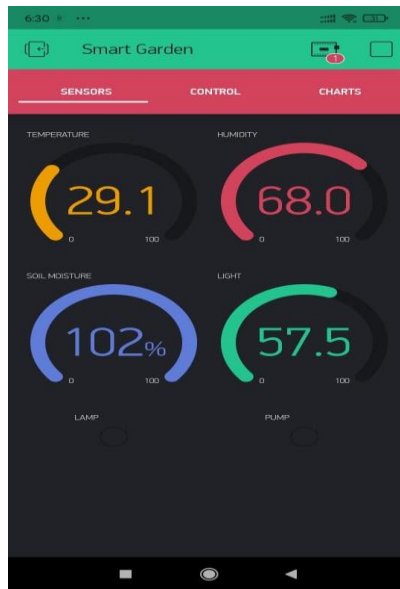 6:30
Smart Garden
1
SENSORS CONTROL CHARTS
TEMPERATURE HUMIDITY
29.1 68.0
0 100 0 100
SOIL MOISTURE LIGHT
102% 57.5
0 100 0 100
LAMP PUMP